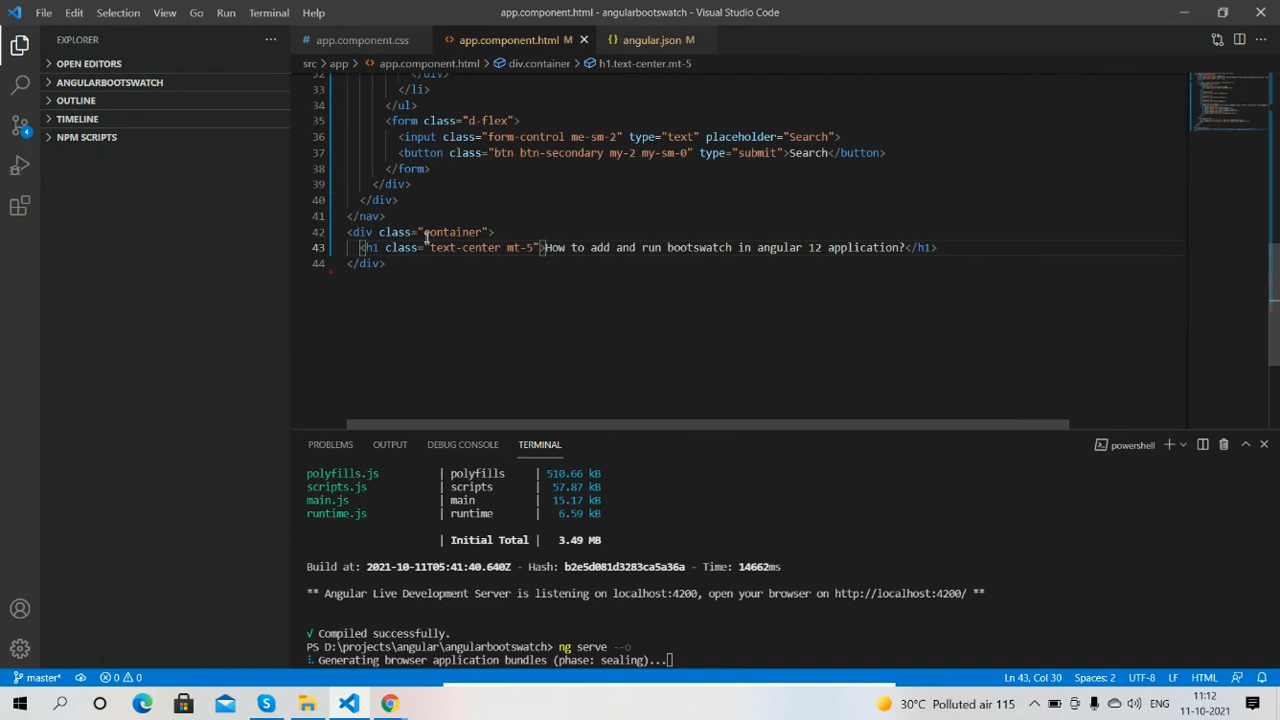 File Edit Selection View Go Run Terminal Help
app.component.html - angularbootswatch - Visual Studio Code
EXPLORER
app.component.css
app.component.html M
angular.json M
OPEN EDITORS
src > app > app.component.html > div.container > h1.text-center.mt-5
ANGULARBOOTSWATCH
OUTLINE
TIMELINE
NPM SCRIPTS
4
32 </div>
33 </li>
34 </ul>
35 <form class="d-flex">
36 <input class="form-control me-sm-2" type="text" placeholder="Search">
37 <button class="btn btn-secondary my-2 my-sm-0" type="submit">Search</button>
38 </form>
39 </div>
40 </div>
41 </nav>
42 <div class="container">
43 <h1 class="text-center mt-5">How to add and run bootswatch in angular 12 application?</h1>
44 </div>
PROBLEMS OUTPUT DEBUG CONSOLE TERMINAL
powershell
polyfills.js | polyfills | 510.66 kB
scripts.js | scripts | 57.87 kB
main.js | main | 15.17 kB
runtime.js | runtime | 6.59 kB
| Initial Total | 3.49 MB
Build at: 2021-10-11T05:41:40.640Z - Hash: b2e5d081d3283ca5a36a - Time: 14662ms
** Angular Live Development Server is listening on localhost:4200, open your browser on http://localhost:4200/ **
√ Compiled successfully.
PS D:\projects\angular\angularbootswatch> ng serve --o
Generating browser application bundles (phase: sealing)...
master* 0 0 Ln 43, Col 30 Spaces: 2 UTF-8 LF HTML
30°C Polluted air 115 ENG 11:12
11-10-2021